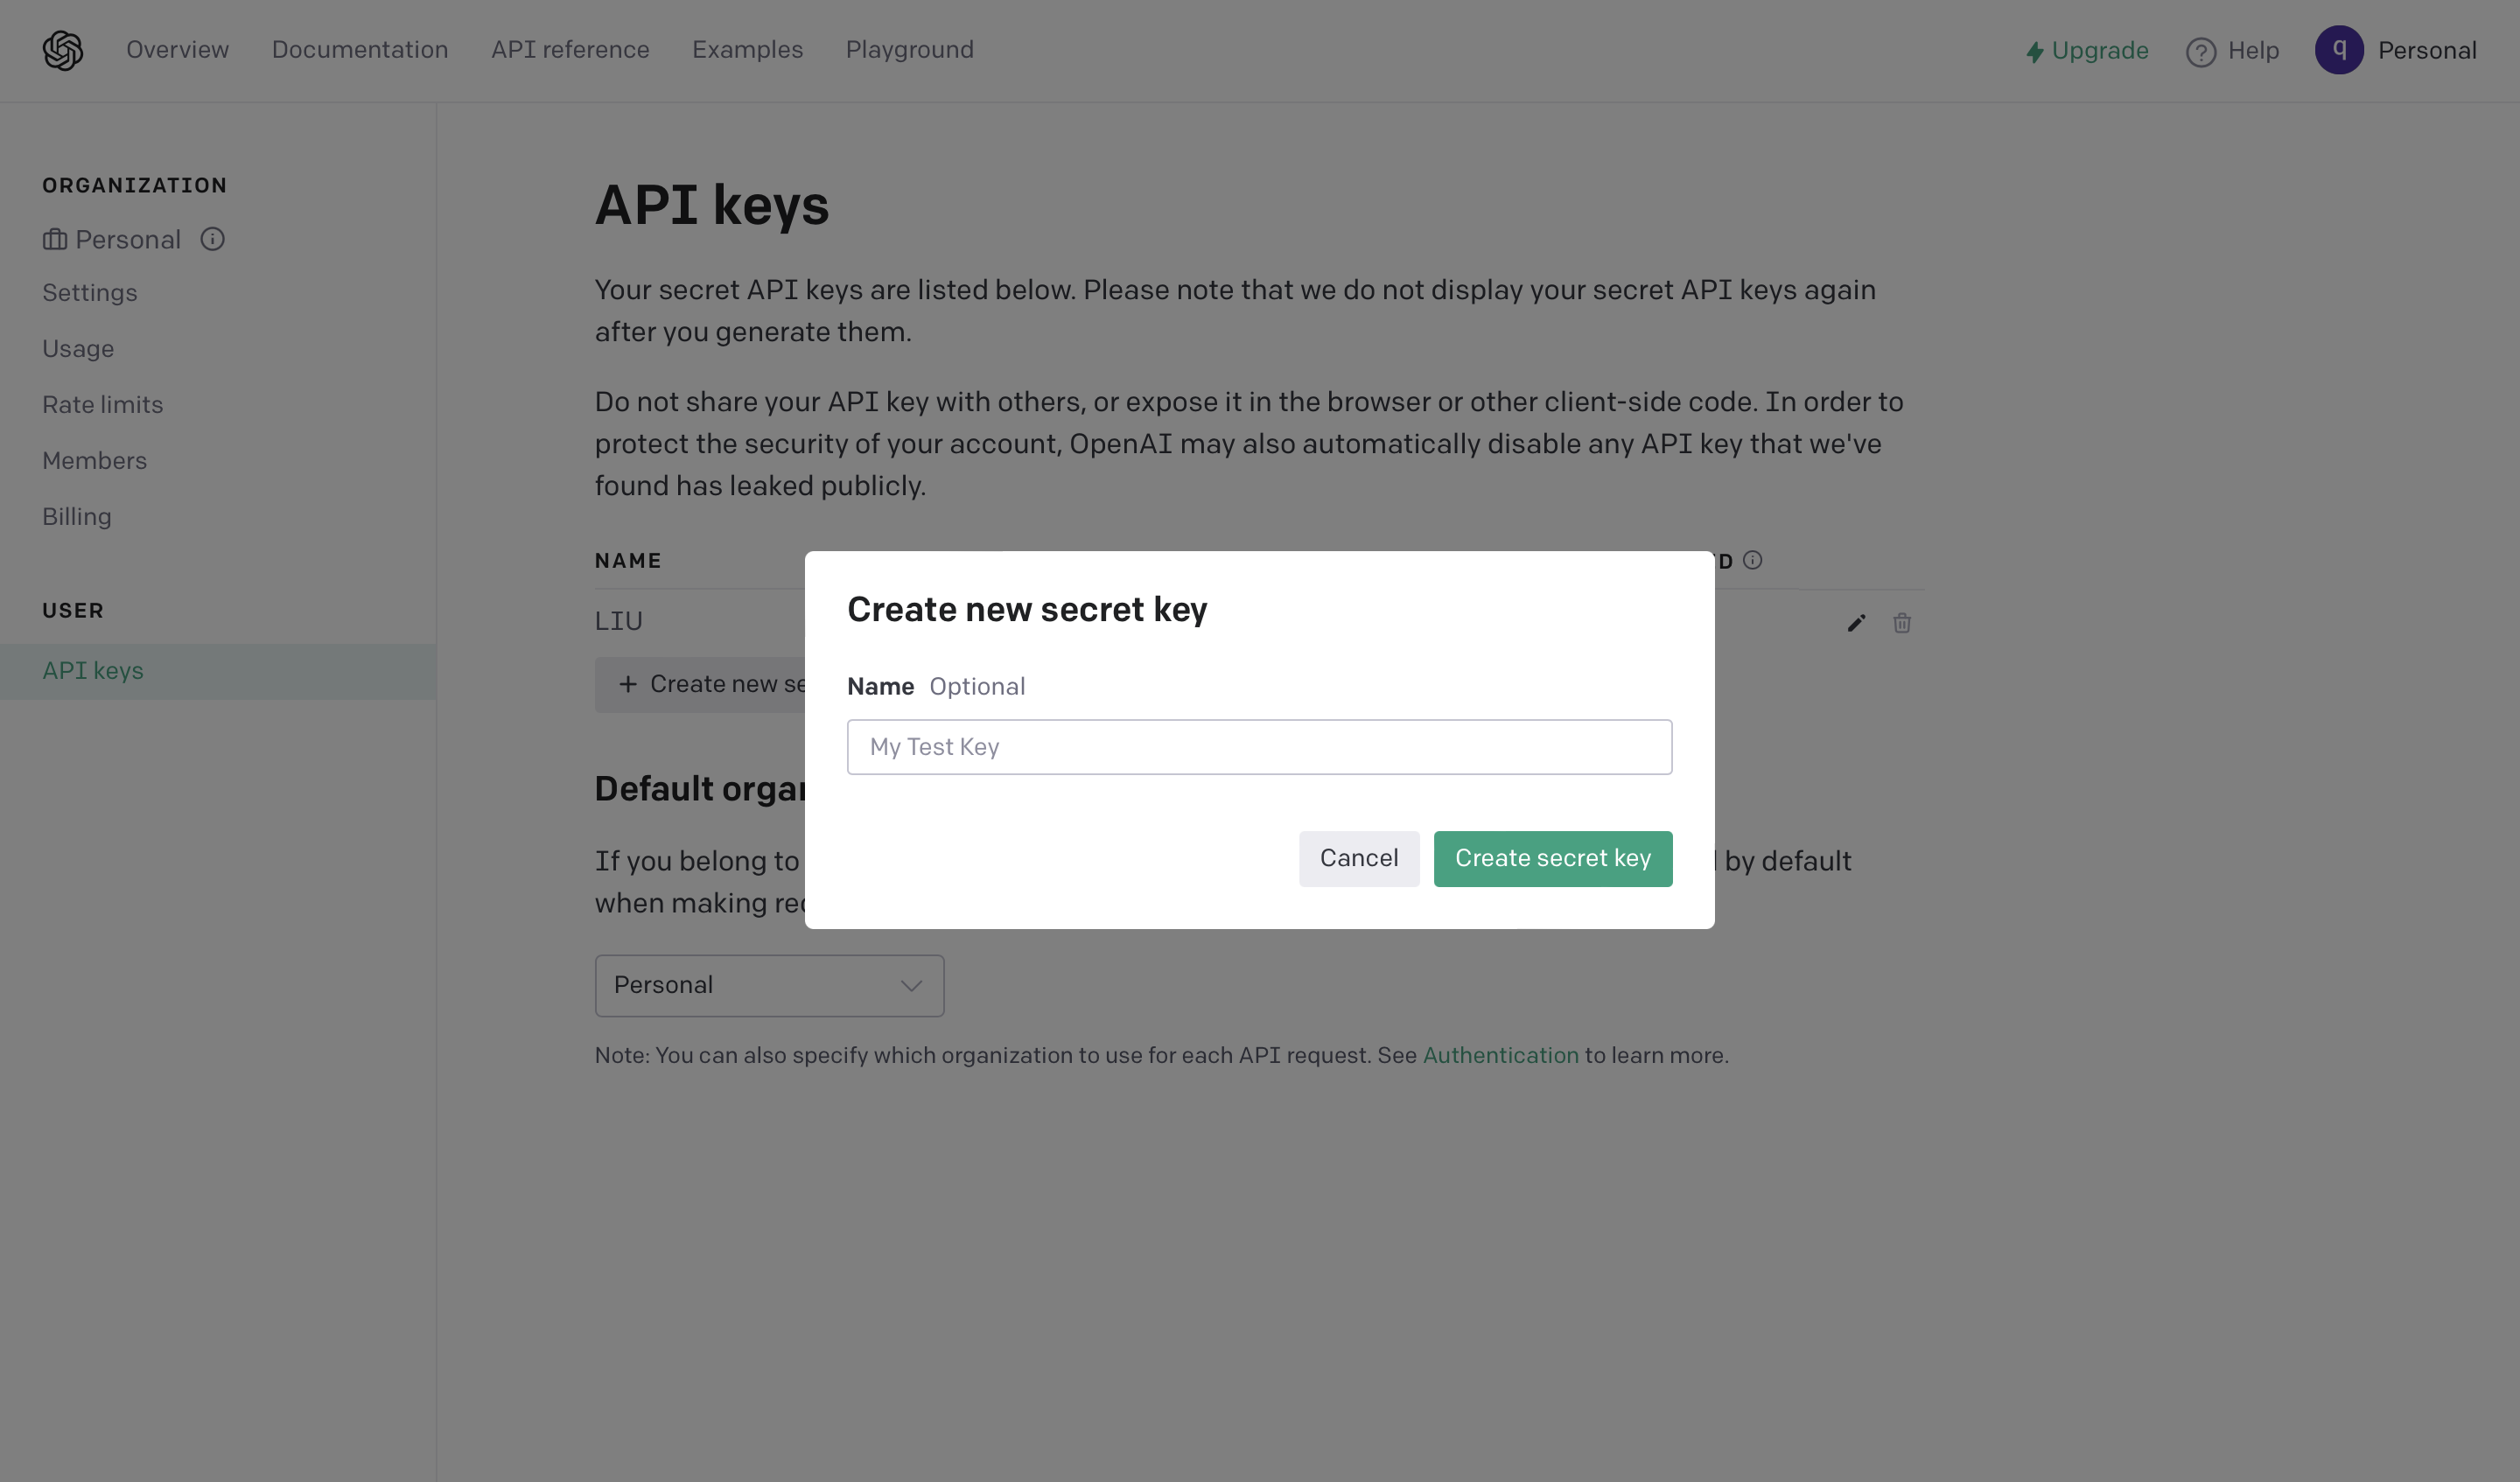 Overview Documentation API reference Examples Playground Upgrade Help q Personal
ORGANIZATION
Personal
Settings
Usage
Rate limits
Members
Billing
USER
API keys
API keys
Your secret API keys are listed below. Please note that we do not display your secret API keys again
after you generate them.
Do not share your API key with others, or expose it in the browser or other client-side code. In order to
protect the security of your account, OpenAI may also automatically disable any API key that we've
found has leaked publicly.
NAME D
LIU
Create new se
Default organ
If you belong to by default
when making rec
Personal
Note: You can also specify which organization to use for each API request. See Authentication to learn more.
Create new secret key
Name Optional
My Test Key
Cancel Create secret key